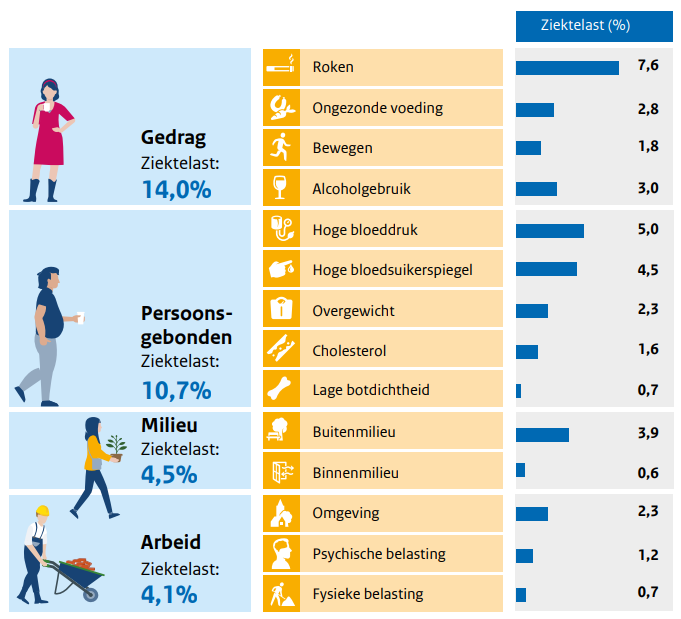 Ziektelast (%)
Gedrag
Ziektelast:
14,0%
Roken 7,6
Ongezonde voeding 2,8
Bewegen 1,8
Alcoholgebruik 3,0
Persoons-
gebonden
Ziektelast:
10,7%
Hoge bloeddruk 5,0
Hoge bloedsuikerspiegel 4,5
Overgewicht 2,3
Cholesterol 1,6
Lage botdichtheid 0,7
Milieu
Ziektelast:
4,5%
Buitenmilieu 3,9
Binnenmilieu 0,6
Arbeid
Ziektelast:
4,1%
Omgeving 2,3
Psychische belasting 1,2
Fysieke belasting 0,7